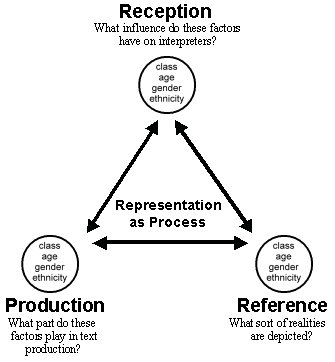 Reception
What influence do these factors
have on interpreters?
class
age
gender
ethnicity
Representation
as Process
class
age
gender
ethnicity
Production
What part do these
factors play in text
production?
class
age
gender
ethnicity
Reference
What sort of realities
are depicted?